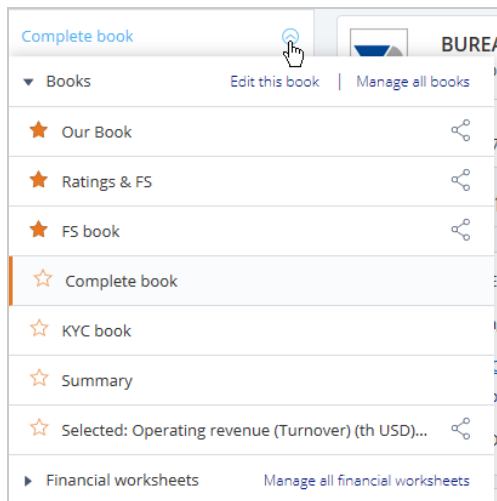 Complete book
BUREA
Books Edit this book | Manage all books
Our Book
Ratings & FS
FS book
Complete book
KYC book
Summary
Selected: Operating revenue (Turnover) (th USD)...
Financial worksheets Manage all financial worksheets